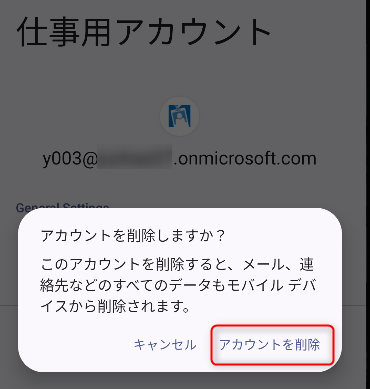 仕事用アカウント
y003@ .onmicrosoft.com
General Settings
アカウントを削除しますか？
このアカウントを削除すると、メール、連
絡先などのすべてのデータもモバイル デバ
イスから削除されます。
キャンセル アカウントを削除